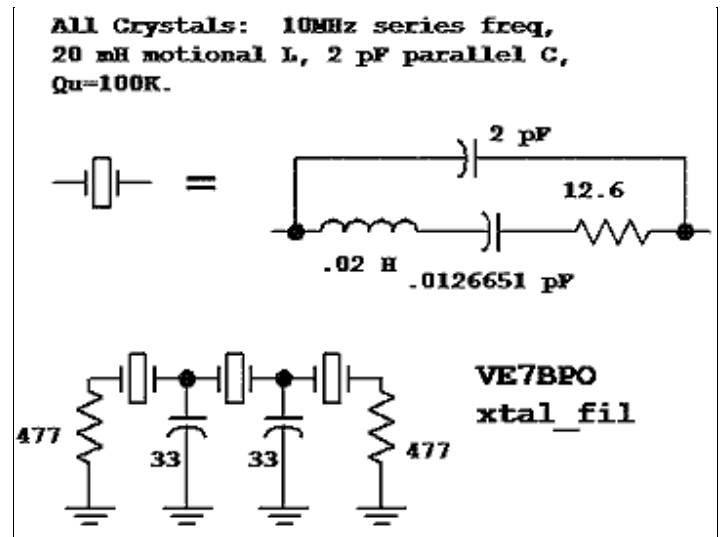 All Crystals:  10MHz series freq,
20 mH motional L, 2 pF parallel C,
Qu=100K.
2 pF
=
12.6
.02 H
.0126651 pF
VE7BPO
xtal_fil
477
33
33
477